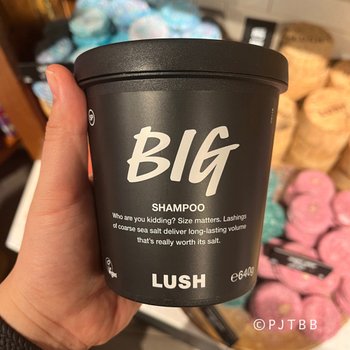 BIG
SHAMPOO
Who are you kidding? Size matters. Lashings
of coarse sea salt deliver long-lasting volume
that's really worth its salt.
LUSH
℮640g
©PJTBB